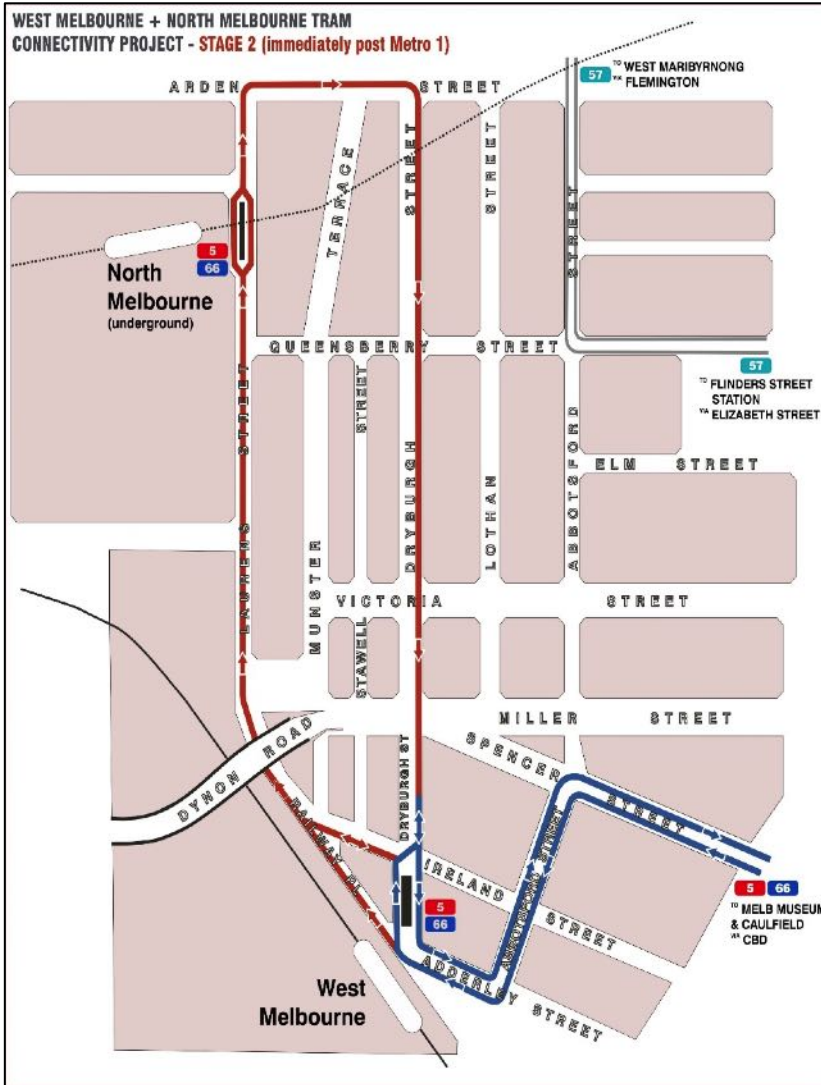 WEST MELBOURNE + NORTH MELBOURNE TRAM
CONNECTIVITY PROJECT - STAGE 2 (immediately post Metro 1)
ARDEN STREET
57 TO WEST MARIBYRNONG
VIA FLEMINGTON
TERRACE
STREET
STREET
STREET
5
66
North
Melbourne
(underground)
QUEENSBERRY STREET
57
TO FLINDERS STREET
STATION
VIA ELIZABETH STREET
LAURENS STREET
MUNSTER
STAWELL STREET
DRYBURGH
LOTHAN
ABBOTSFORD
ELM STREET
VICTORIA STREET
MILLER STREET
DYNON ROAD
RAILWAY PL
DRYBURGH ST
SPENCER STREET
IRELAND STREET
ABBOTSFORD STREET
ADDERLEY STREET
5
66
5 66
TO MELB MUSEUM
& CAULFIELD
VIA CBD
West
Melbourne